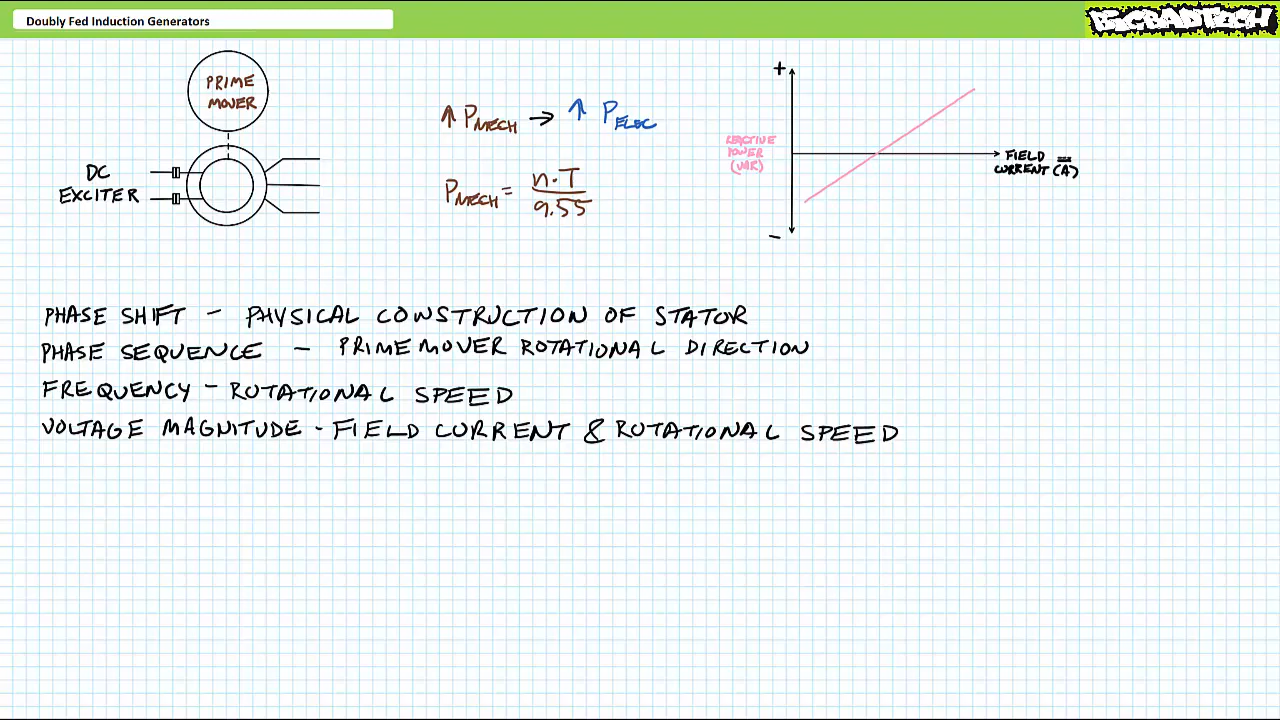 Doubly Fed Induction Generators
BIGBADTECH
PRIME
MOVER
DC
EXCITER
↑ PMECH → ↑ PELEC
PMECH = n·T / 9.55
+
REACTIVE
POWER
(VAR)
-
FIELD
CURRENT (A)
PHASE SHIFT - PHYSICAL CONSTRUCTION OF STATOR
PHASE SEQUENCE - PRIME MOVER ROTATIONAL DIRECTION
FREQUENCY - ROTATIONAL SPEED
VOLTAGE MAGNITUDE - FIELD CURRENT & ROTATIONAL SPEED